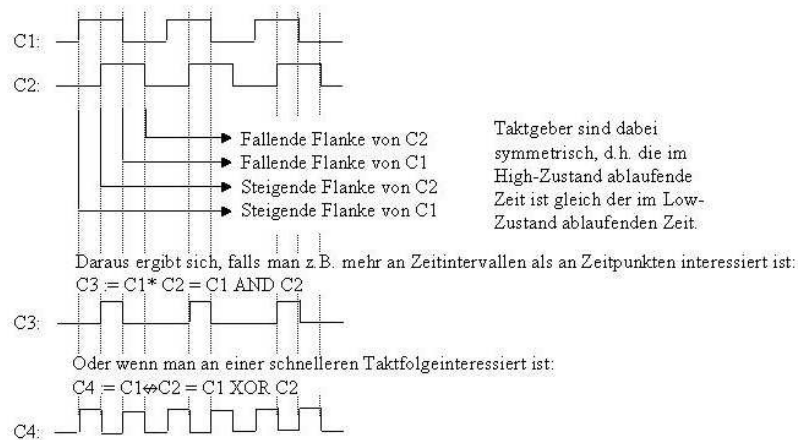 C1:
C2:
Fallende Flanke von C2
Fallende Flanke von C1
Steigende Flanke von C2
Steigende Flanke von C1
Taktgeber sind dabei
symmetrisch, d.h. die im
High-Zustand ablaufende
Zeit ist gleich der im Low-
Zustand ablaufenden Zeit.
Daraus ergibt sich, falls man z.B. mehr an Zeitintervallen als an Zeitpunkten interessiert ist:
C3 := C1* C2 = C1 AND C2
C3:
Oder wenn man an einer schnelleren Taktfolgeinteressiert ist:
C4 := C1⇎C2 = C1 XOR C2
C4: